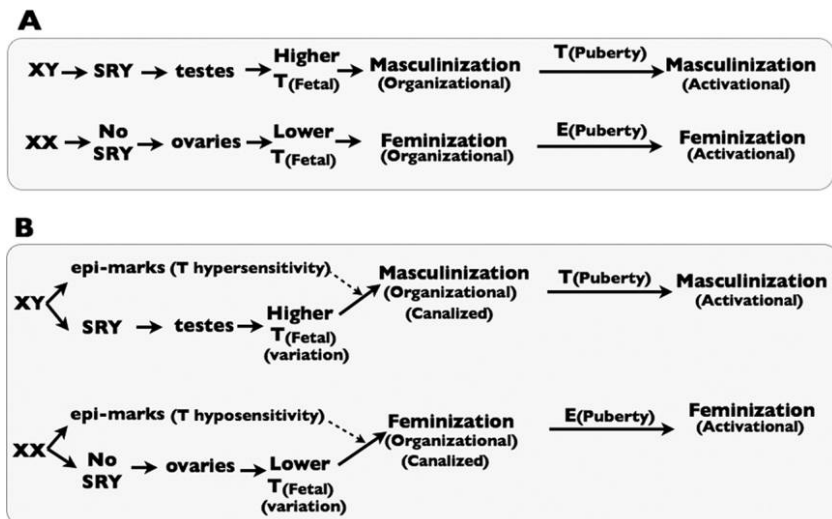 A
XY SRY testes Higher T(Fetal) Masculinization (Organizational) T(Puberty) Masculinization (Activational)
XX No SRY ovaries Lower T(Fetal) Feminization (Organizational) E(Puberty) Feminization (Activational)
B
epi-marks (T hypersensitivity)
XY SRY testes Higher T(Fetal) (variation) Masculinization (Organizational) (Canalized) T(Puberty) Masculinization (Activational)
epi-marks (T hyposensitivity)
XX No SRY ovaries Lower T(Fetal) (variation) Feminization (Organizational) (Canalized) E(Puberty) Feminization (Activational)